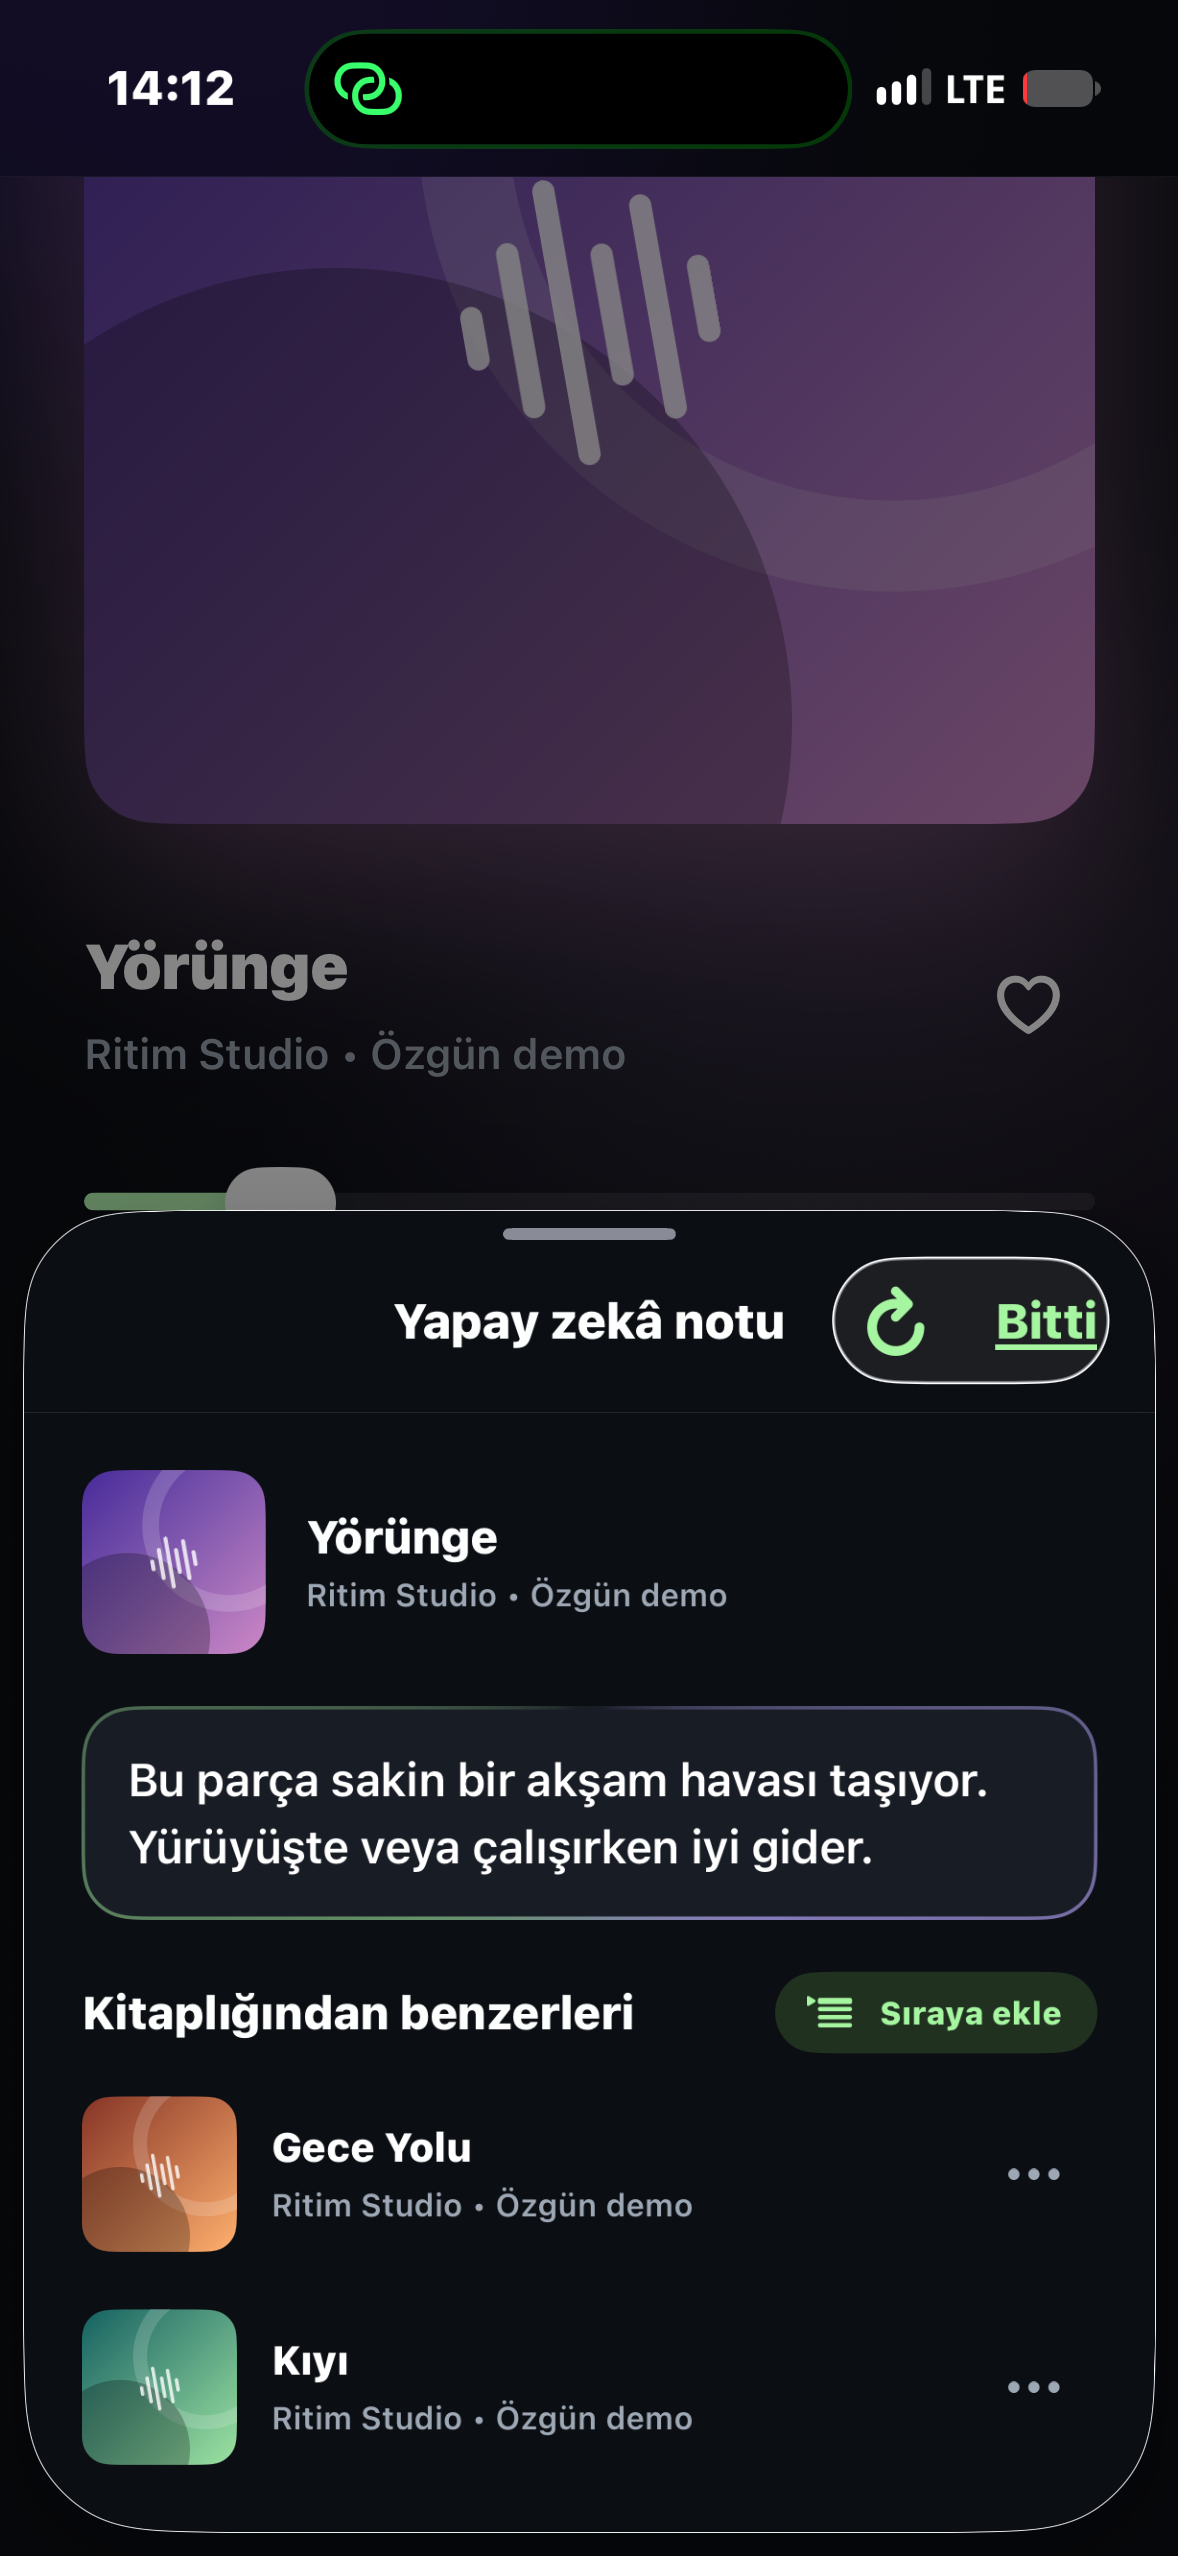 14:12
LTE
Yörünge
Ritim Studio • Özgün demo
Yapay zekâ notu
Bitti
Yörünge
Ritim Studio • Özgün demo
Bu parça sakin bir akşam havası taşıyor.
Yürüyüşte veya çalışırken iyi gider.
Kitaplığından benzerleri
Sıraya ekle
Gece Yolu
Ritim Studio • Özgün demo
Kıyı
Ritim Studio • Özgün demo